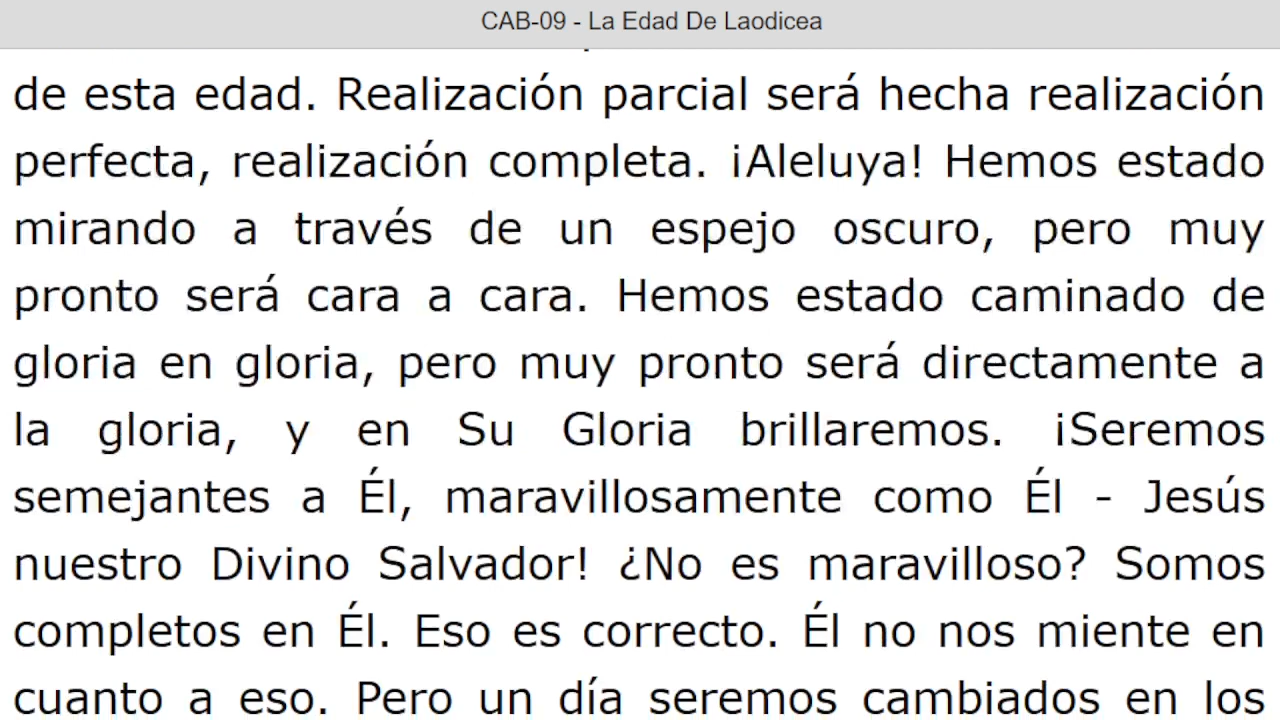 CAB-09 - La Edad De Laodicea
de esta edad. Realización parcial será hecha realización
perfecta, realización completa. ¡Aleluya! Hemos estado
mirando a través de un espejo oscuro, pero muy
pronto será cara a cara. Hemos estado caminado de
gloria en gloria, pero muy pronto será directamente a
la gloria, y en Su Gloria brillaremos. ¡Seremos
semejantes a Él, maravillosamente como Él - Jesús
nuestro Divino Salvador! ¿No es maravilloso? Somos
completos en Él. Eso es correcto. Él no nos miente en
cuanto a eso. Pero un día seremos cambiados en los